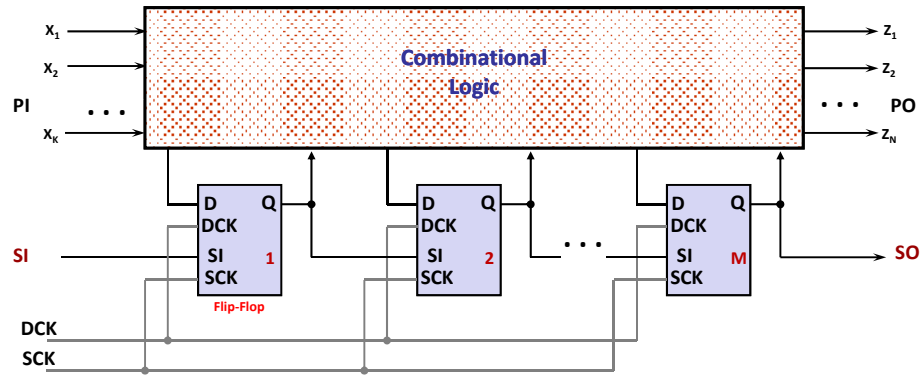 X1
Z1
Combinational
Logic
X2
Z2
PI
. . .
. . .
PO
XK
ZN
D
Q
DCK
SI
1
SCK
D
Q
DCK
SI
2
SCK
. . .
D
Q
DCK
SI
M
SCK
SI
SO
Flip-Flop
DCK
SCK